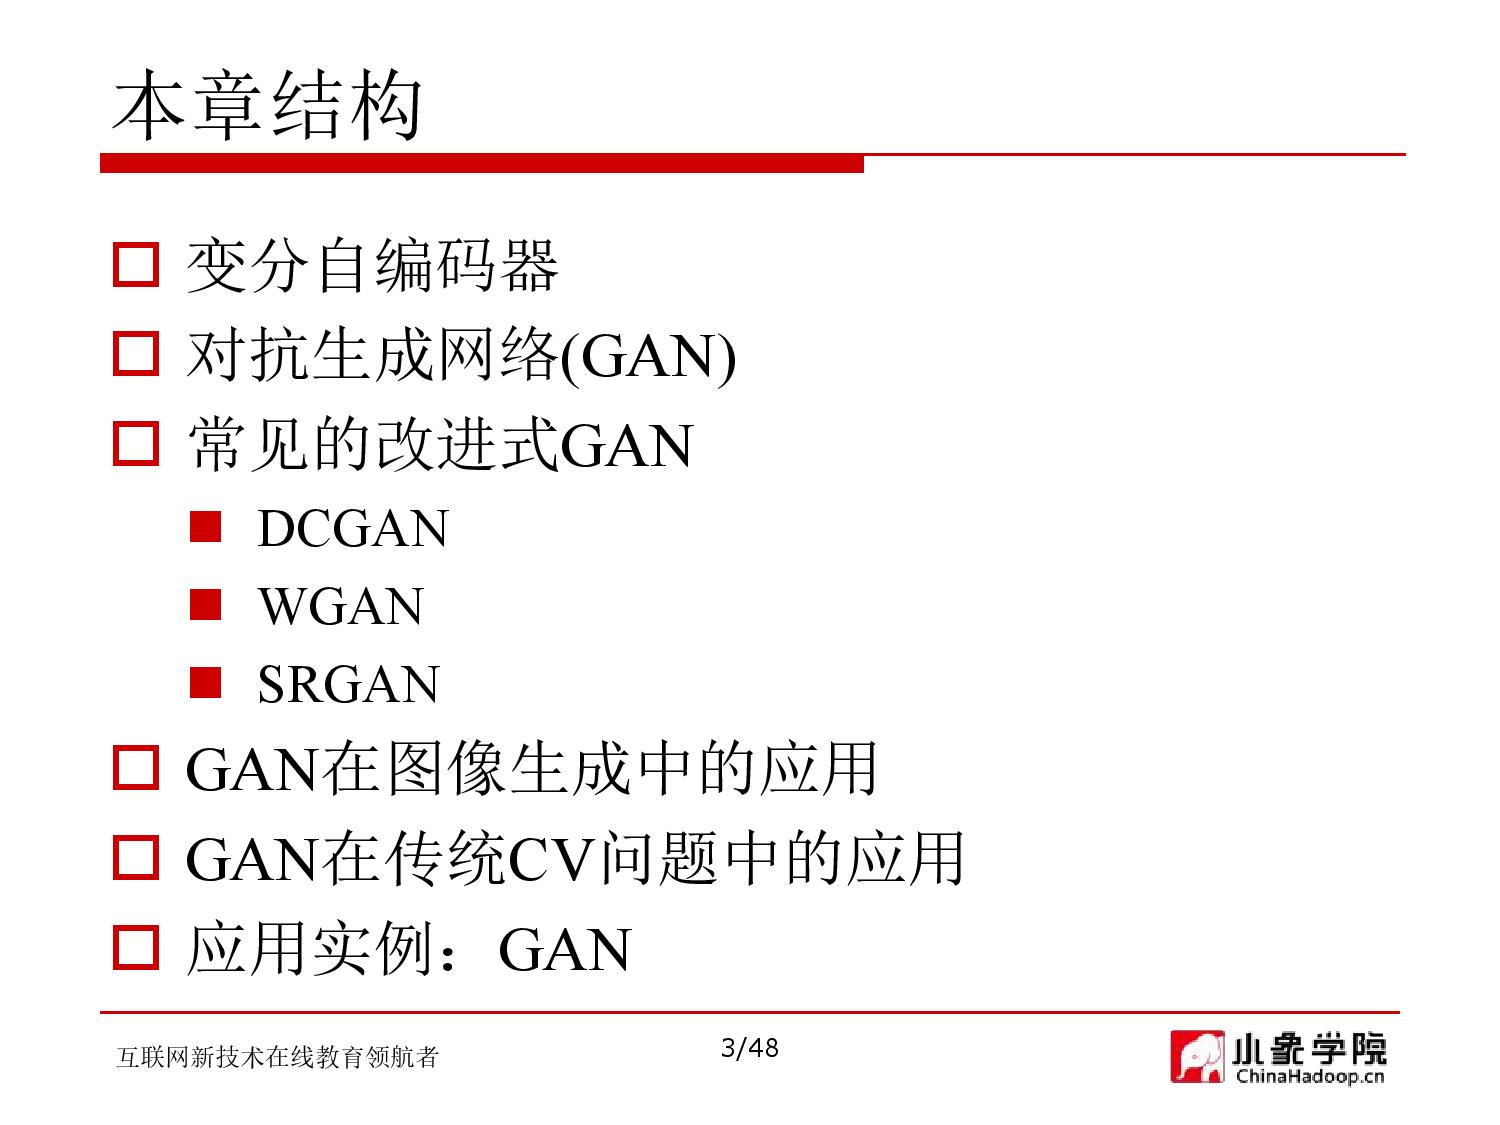 本章结构
变分自编码器
对抗生成网络(GAN)
常见的改进式GAN
DCGAN
WGAN
SRGAN
GAN在图像生成中的应用
GAN在传统CV问题中的应用
应用实例：GAN
互联网新技术在线教育领航者
3/48
小象学院
ChinaHadoop.cn